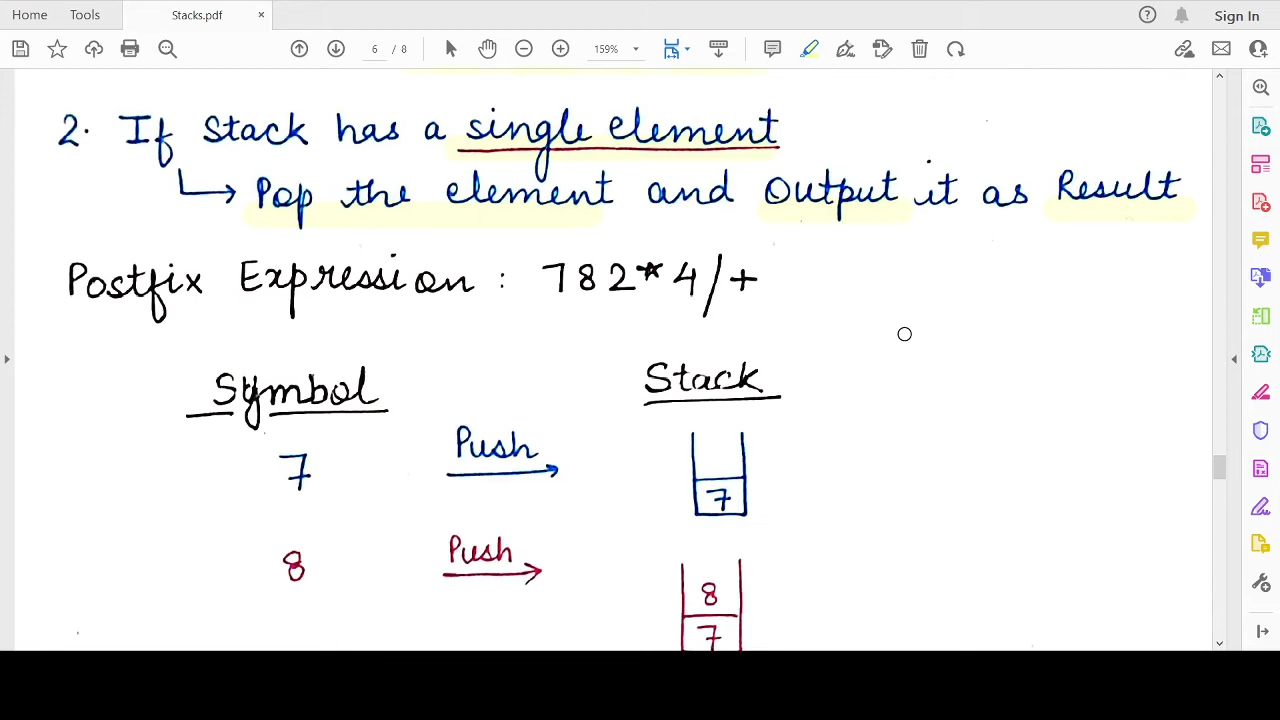 Home Tools Stacks.pdf × Sign In
6 / 8 159%
2. If Stack has a single element
Pop the element and Output it as Result
Postfix Expression : 782*4/+
Symbol Stack
7 Push 7
8 Push 8
7